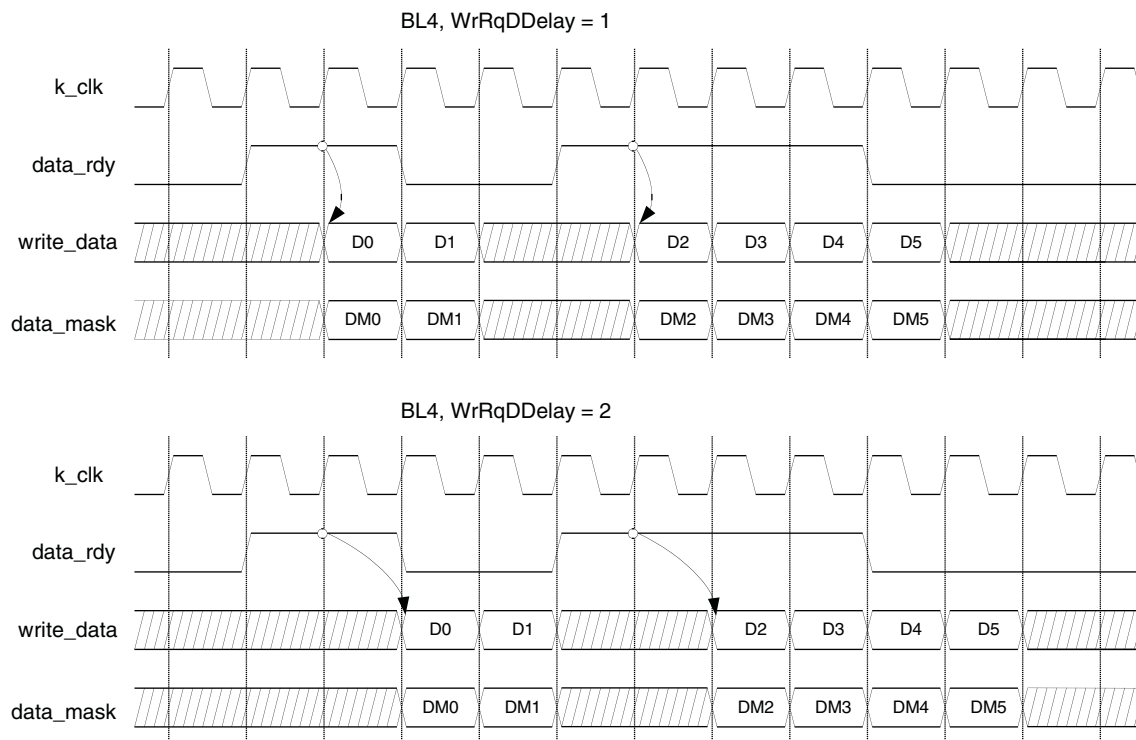 BL4, WrRqDDelay = 1
k_clk
data_rdy
write_data D0 D1 D2 D3 D4 D5
data_mask DM0 DM1 DM2 DM3 DM4 DM5
BL4, WrRqDDelay = 2
k_clk
data_rdy
write_data D0 D1 D2 D3 D4 D5
data_mask DM0 DM1 DM2 DM3 DM4 DM5